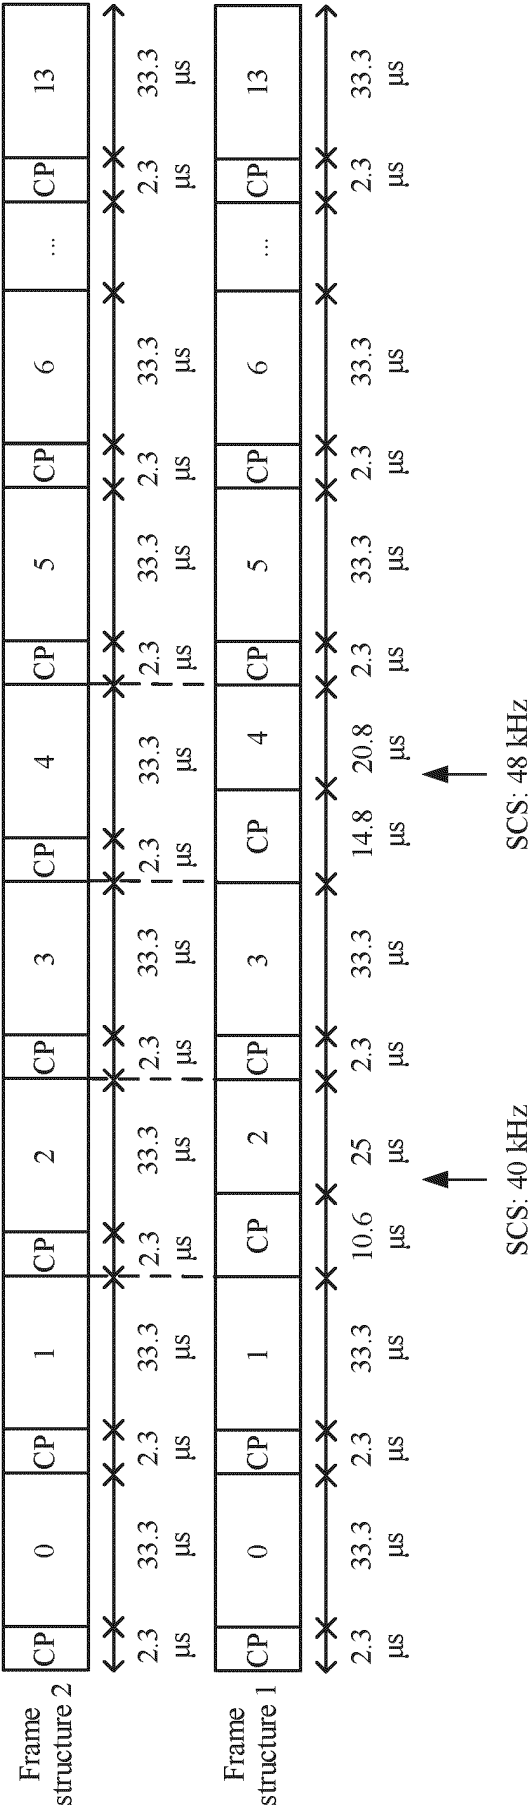 Frame
structure 2
CP 0 CP 1 CP 2 CP 3 CP 4 CP 5 CP 6 ... CP 13
2.3 33.3 2.3 33.3 2.3 33.3 2.3 33.3 2.3 33.3 2.3 33.3 2.3 33.3 2.3 33.3
μs μs μs μs μs μs μs μs μs μs μs μs μs μs μs μs
Frame
structure 1
CP 0 CP 1 CP 2 CP 3 CP 4 CP 5 CP 6 ... CP 13
2.3 33.3 2.3 33.3 10.6 25 2.3 33.3 14.8 20.8 2.3 33.3 2.3 33.3 2.3 33.3
μs μs μs μs μs μs μs μs μs μs μs μs μs μs μs μs
SCS: 40 kHz SCS: 48 kHz